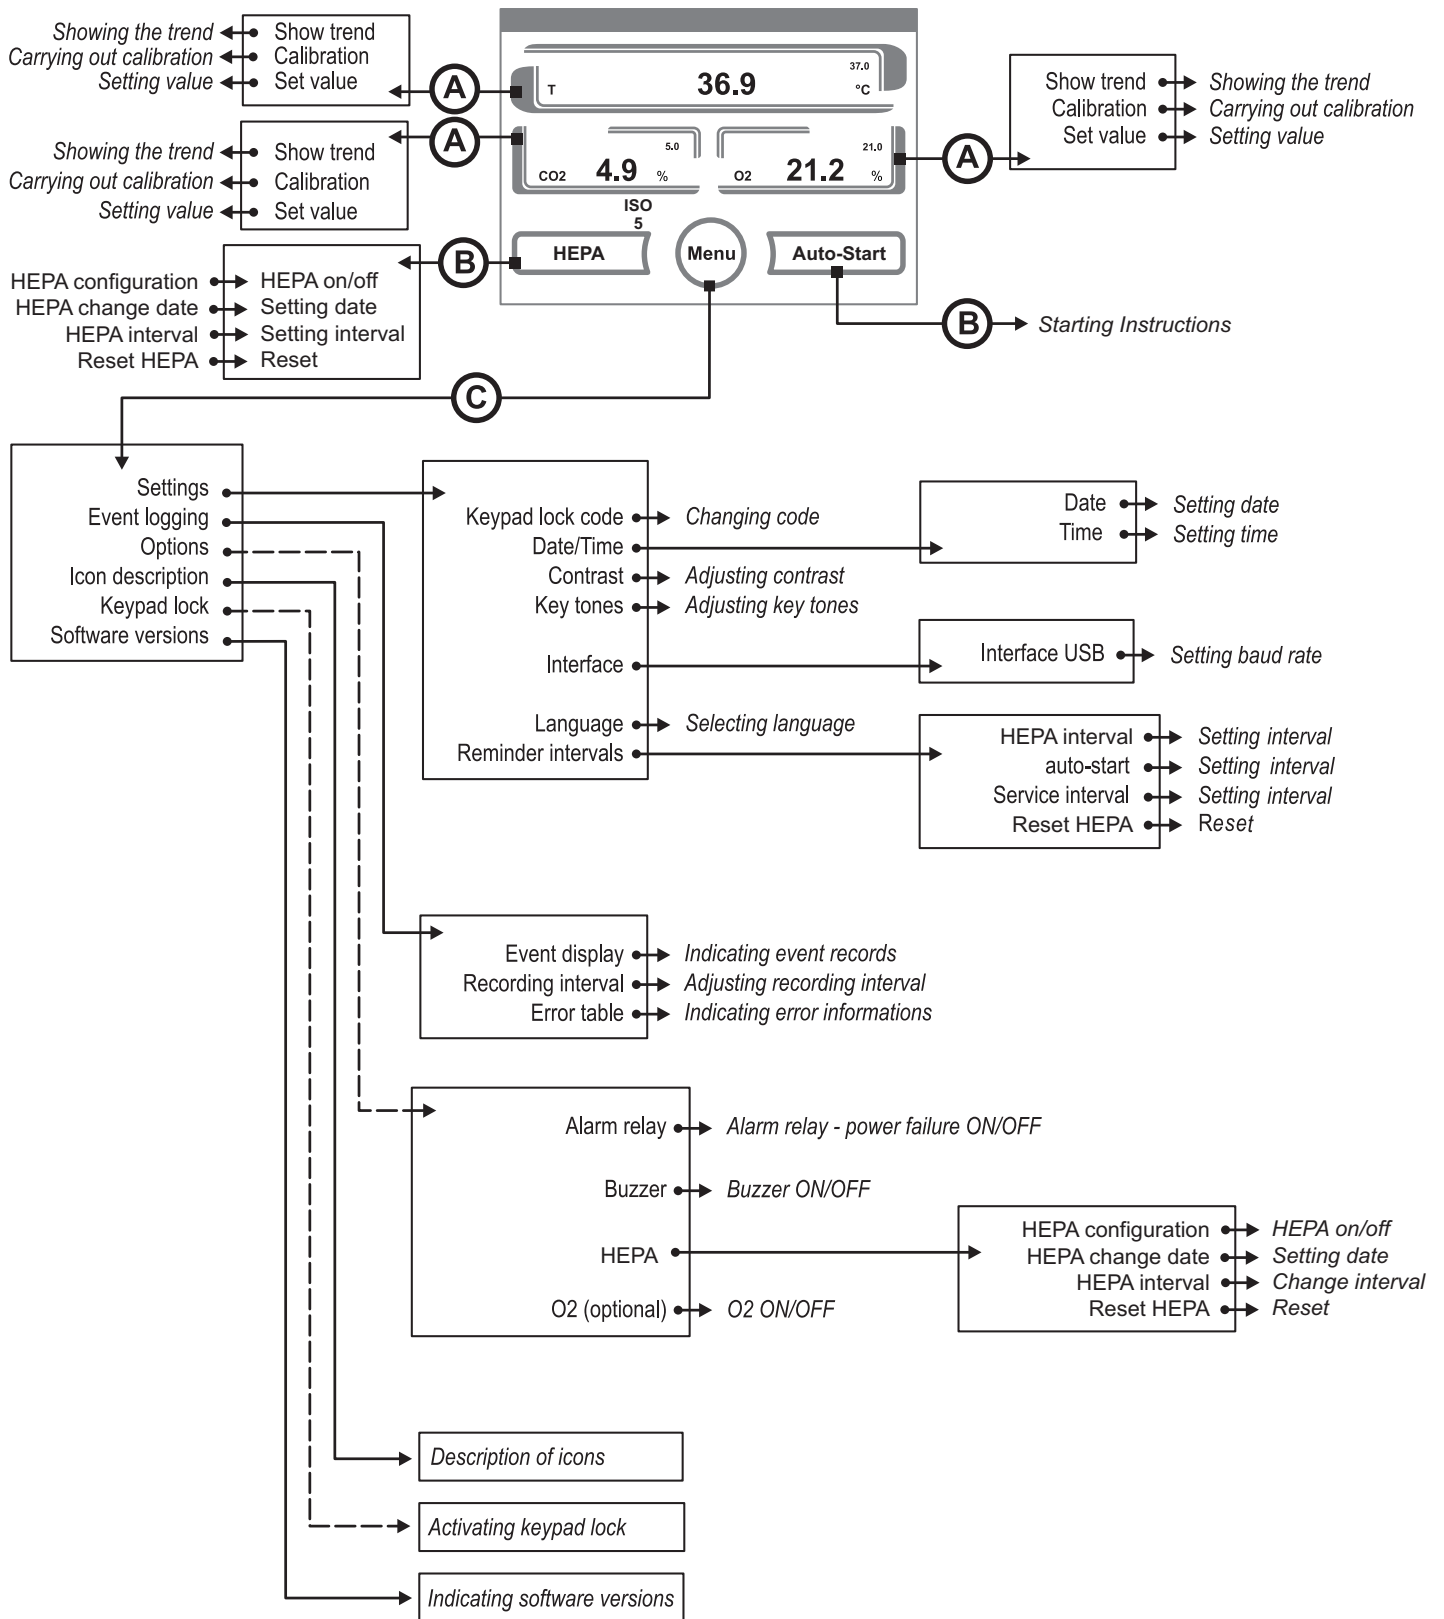 Showing the trend Show trend
Carrying out calibration Calibration
Setting value Set value
A
Showing the trend Show trend
Carrying out calibration Calibration
Setting value Set value
A
37.0
T 36.9 °C
5.0
CO2 4.9 %
21.0
O2 21.2 %
ISO
5
HEPA
Menu
Auto-Start
A
Show trend Showing the trend
Calibration Carrying out calibration
Set value Setting value
B
HEPA configuration HEPA on/off
HEPA change date Setting date
HEPA interval Setting interval
Reset HEPA Reset
B Starting Instructions
C
Settings
Event logging
Options
Icon description
Keypad lock
Software versions
Keypad lock code Changing code
Date/Time
Contrast Adjusting contrast
Key tones Adjusting key tones
Interface
Language Selecting language
Reminder intervals
Date Setting date
Time Setting time
Interface USB Setting baud rate
HEPA interval Setting interval
auto-start Setting interval
Service interval Setting interval
Reset HEPA Reset
Event display Indicating event records
Recording interval Adjusting recording interval
Error table Indicating error informations
Alarm relay Alarm relay - power failure ON/OFF
Buzzer Buzzer ON/OFF
HEPA
O2 (optional) O2 ON/OFF
HEPA configuration HEPA on/off
HEPA change date Setting date
HEPA interval Change interval
Reset HEPA Reset
Description of icons
Activating keypad lock
Indicating software versions